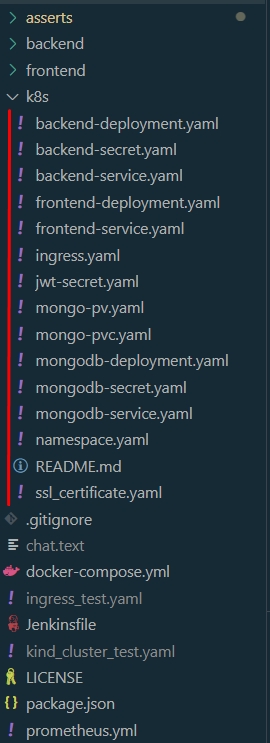 asserts
backend
frontend
k8s
backend-deployment.yaml
backend-secret.yaml
backend-service.yaml
frontend-deployment.yaml
frontend-service.yaml
ingress.yaml
jwt-secret.yaml
mongo-pv.yaml
mongo-pvc.yaml
mongodb-deployment.yaml
mongodb-secret.yaml
mongodb-service.yaml
namespace.yaml
README.md
ssl_certificate.yaml
.gitignore
chat.text
docker-compose.yml
ingress_test.yaml
Jenkinsfile
kind_cluster_test.yaml
LICENSE
package.json
prometheus.yml